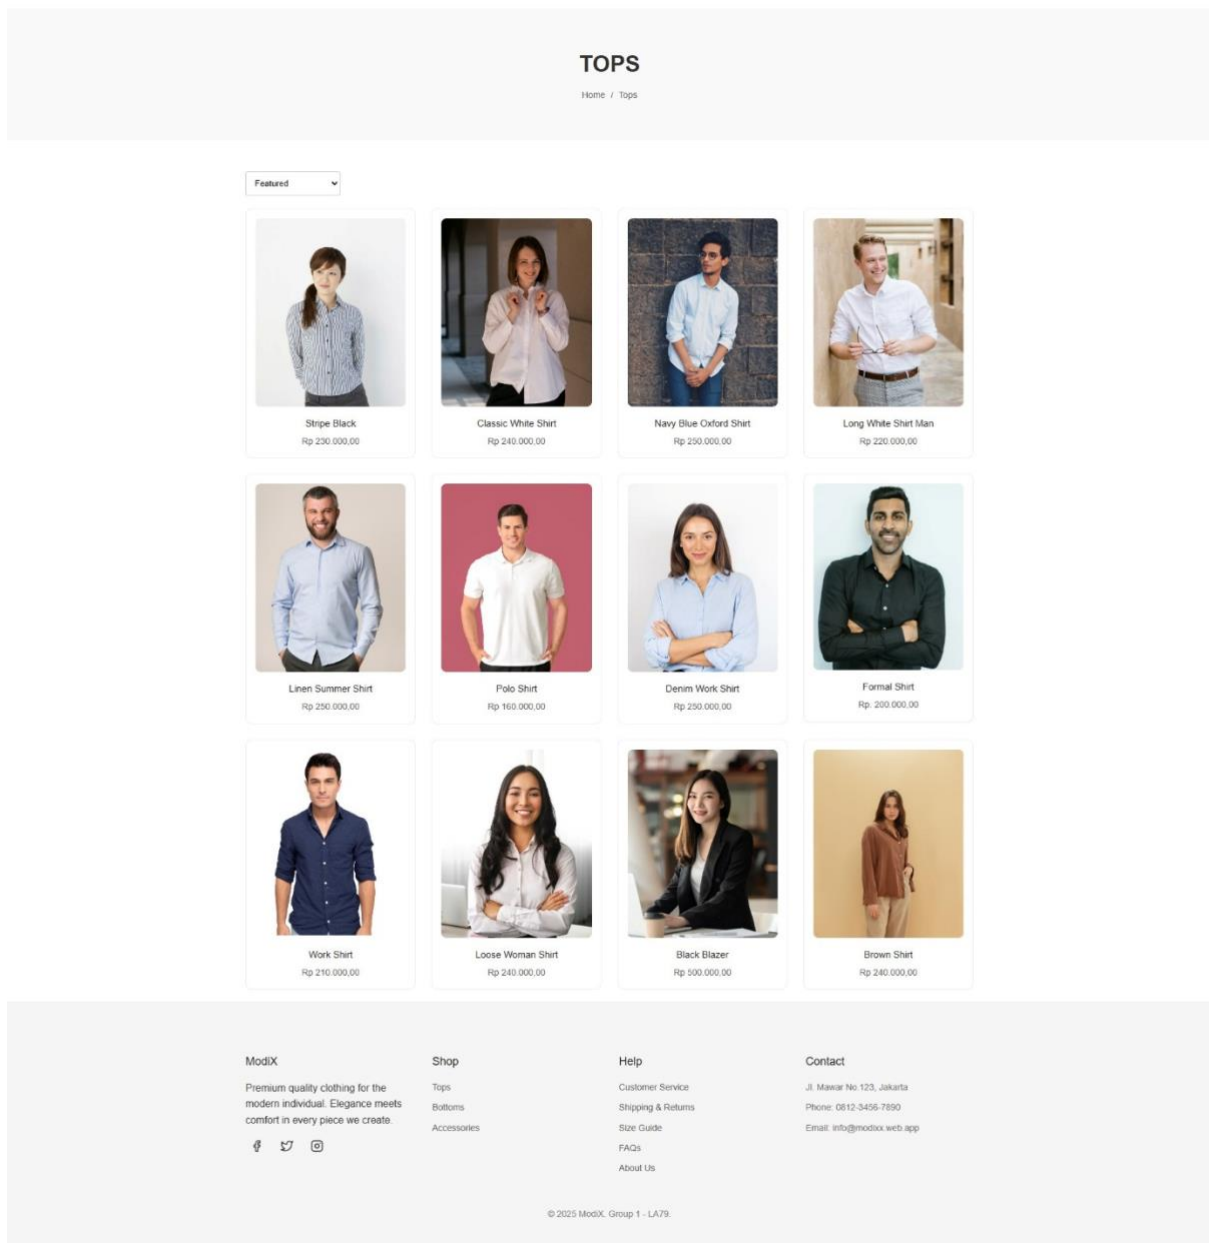 TOPS
Home / Tops
Featured
Stripe Black
Rp 230.000,00
Classic White Shirt
Rp 240.000,00
Navy Blue Oxford Shirt
Rp 250.000,00
Long White Shirt Man
Rp 220.000,00
Linen Summer Shirt
Rp 250.000,00
Polo Shirt
Rp 160.000,00
Denim Work Shirt
Rp 250.000,00
Formal Shirt
Rp. 200.000,00
Work Shirt
Rp 210.000,00
Loose Woman Shirt
Rp 240.000,00
Black Blazer
Rp 500.000,00
Brown Shirt
Rp 240.000,00
ModiX
Premium quality clothing for the
modern individual. Elegance meets
comfort in every piece we create.
Shop
Tops
Bottoms
Accessories
Help
Customer Service
Shipping & Returns
Size Guide
FAQs
About Us
Contact
Jl. Mawar No.123, Jakarta
Phone: 0812-3456-7890
Email: info@modixx.web.app
© 2025 ModiX. Group 1 - LA79.